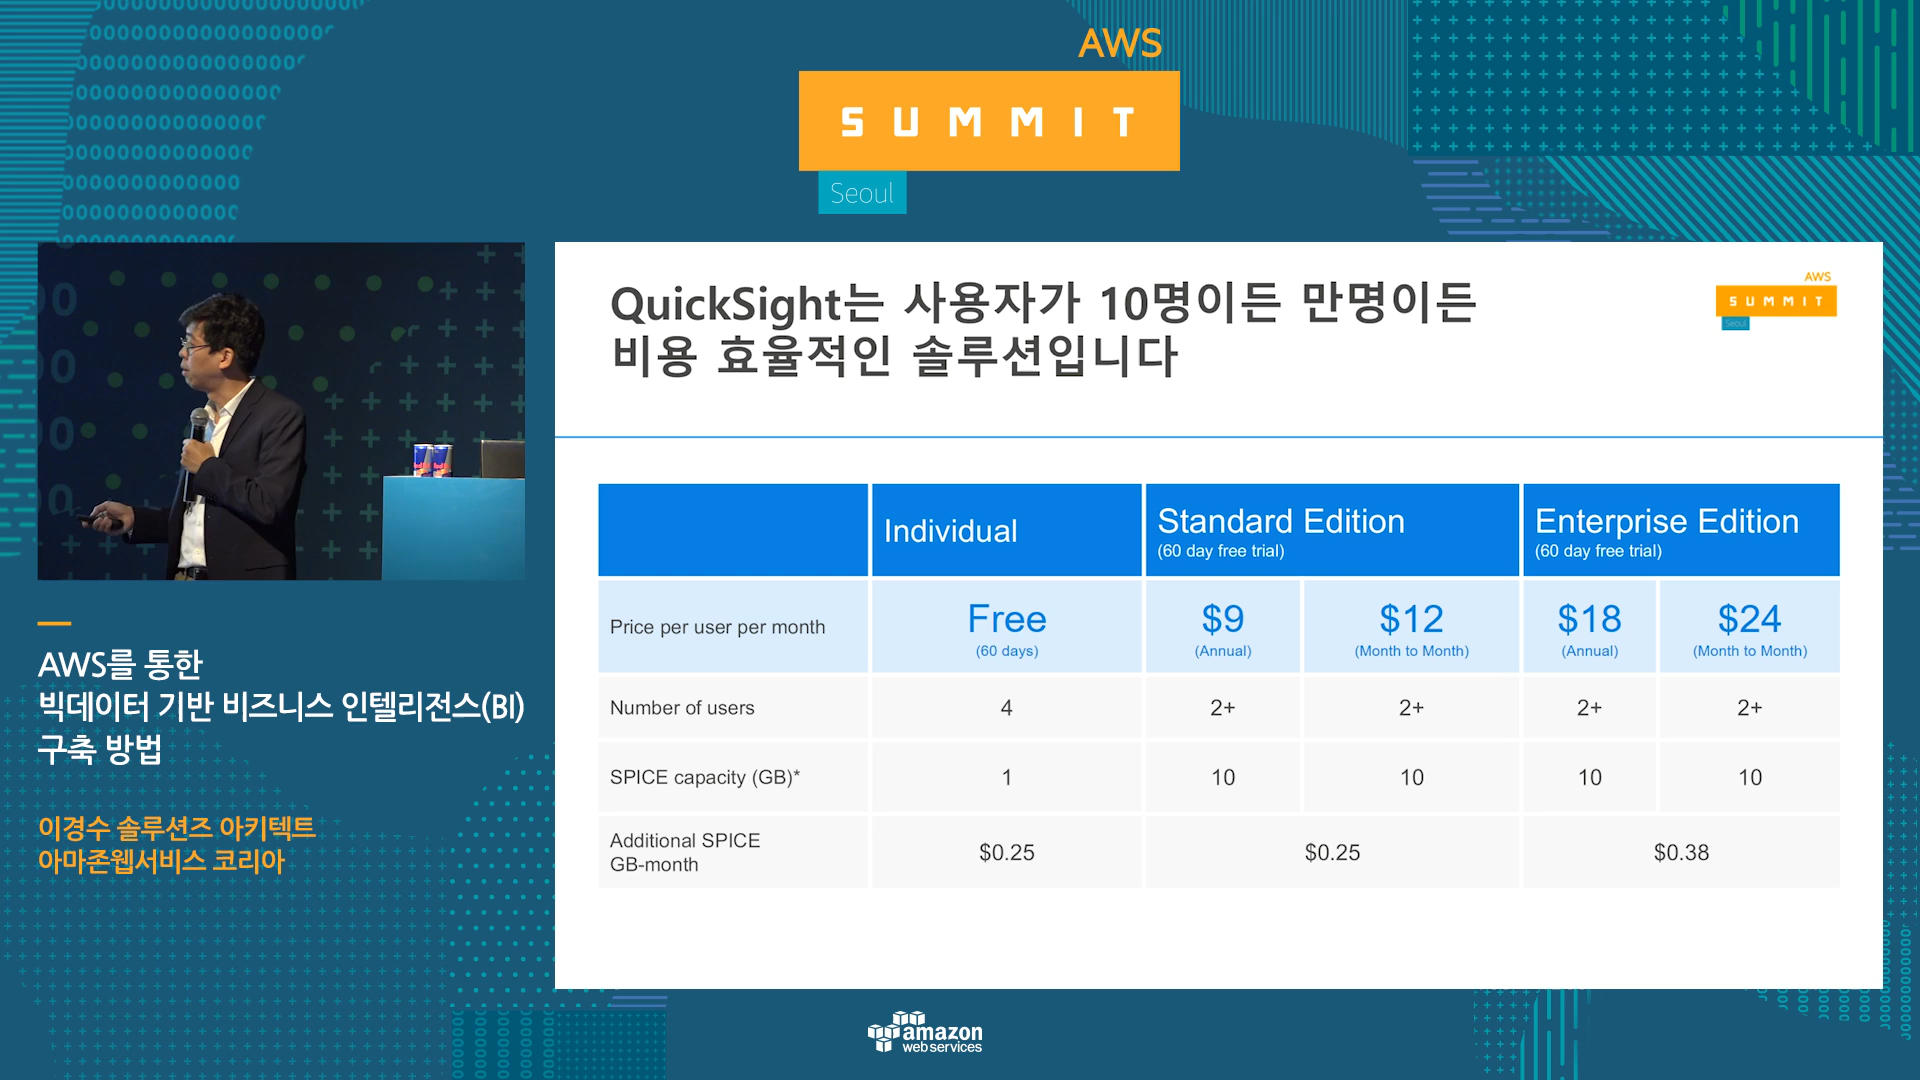 AWS
SUMMIT
Seoul
QuickSight는 사용자가 10명이든 만명이든
비용 효율적인 솔루션입니다
AWS
SUMMIT
Seoul
Individual
Standard Edition
(60 day free trial)
Enterprise Edition
(60 day free trial)
Price per user per month
Free
(60 days)
$9
(Annual)
$12
(Month to Month)
$18
(Annual)
$24
(Month to Month)
Number of users
4
2+
2+
2+
2+
SPICE capacity (GB)*
1
10
10
10
10
Additional SPICE
GB-month
$0.25
$0.25
$0.38
AWS를 통한
빅데이터 기반 비즈니스 인텔리전스(BI)
구축 방법
이경수 솔루션즈 아키텍트
아마존웹서비스 코리아
amazon
web services